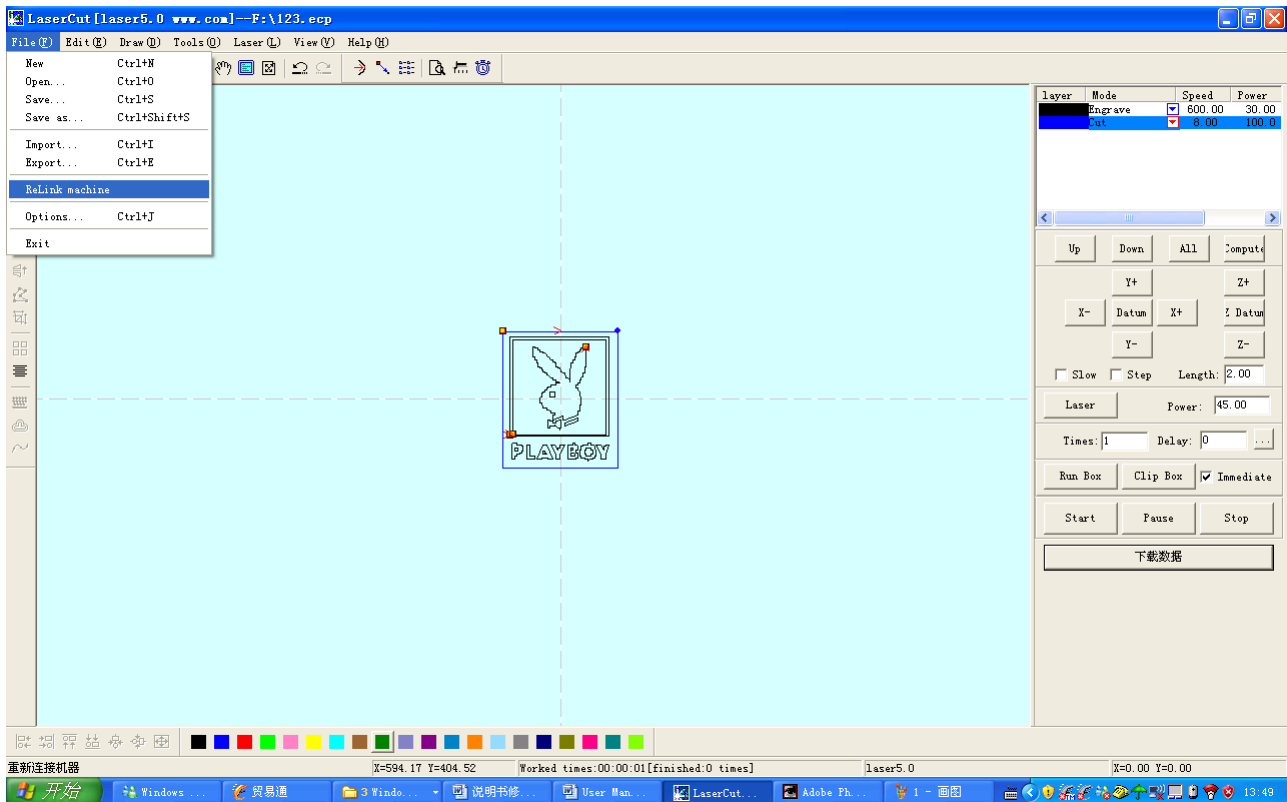 LaserCut[laser5.0 www.com]--F:\123.ecp
File(F) Edit(E) Draw(D) Tools(Q) Laser(L) View(V) Help(H)
New Ctrl+N
Open... Ctrl+O
Save... Ctrl+S
Save as... Ctrl+Shift+S
Import... Ctrl+I
Export... Ctrl+E
ReLink machine
Options... Ctrl+J
Exit
layer Mode Speed Power
Engrave 600.00 30.00
Cut 8.00 100.0
Up Down All Compute
Y+ Z+
X- Datum X+ Z Datum
Y- Z-
Slow Step Length: 2.00
Laser Power: 45.00
Times: 1 Delay: 0 ...
Run Box Clip Box Immediate
Start Pause Stop
下载数据
PLAYBOY
重新连接机器 X=594.17 Y=404.52 Worked times:00:00:01[finished:0 times] laser5.0 X=0.00 Y=0.00
开始 Windows ... 贸易通 3 Windo... 说明书修... User Man... LaserCut... Adobe Ph... 1 - 画图 13:49